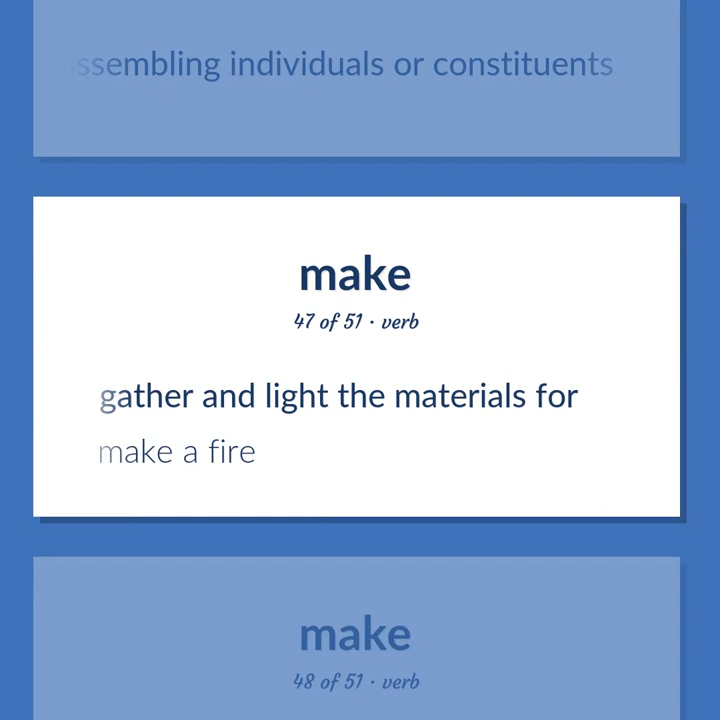 assembling individuals or constituents
make
47 of 51 · verb
gather and light the materials for
make a fire
make
48 of 51 · verb